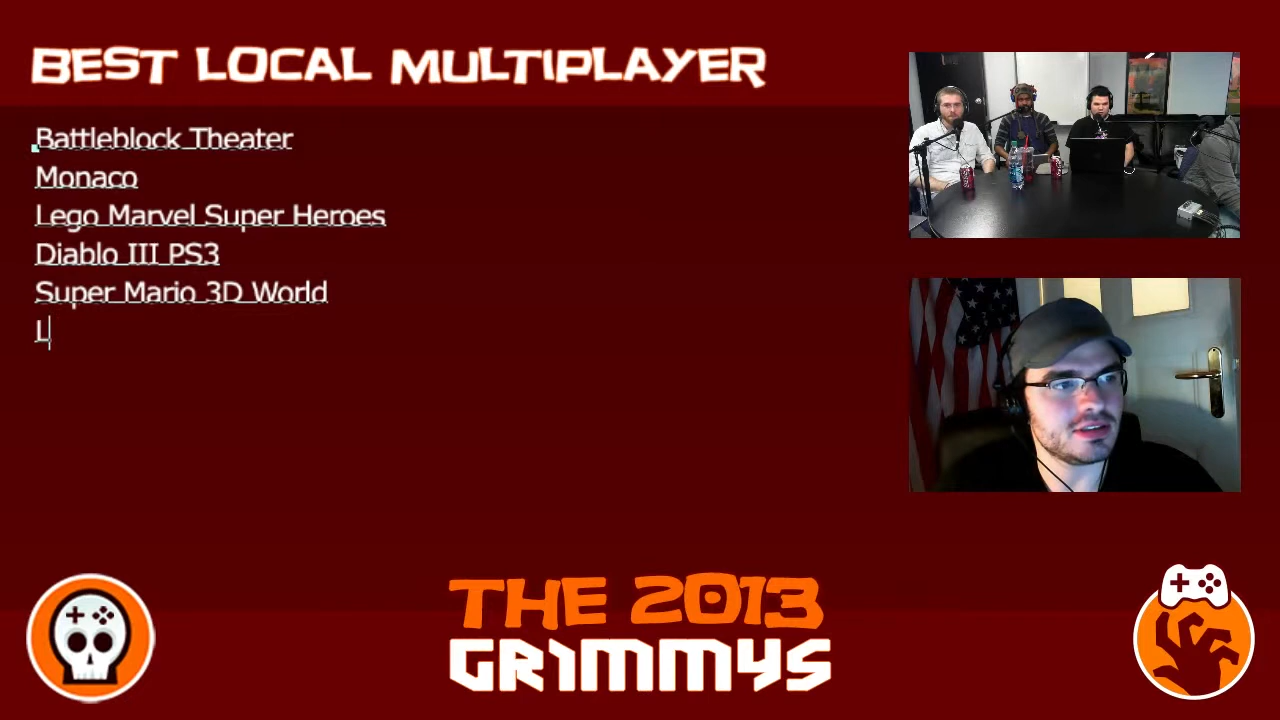 BEST LOCAL MULTIPLAYER
Battleblock Theater
Monaco
Lego Marvel Super Heroes
Diablo III PS3
Super Mario 3D World
L
THE 2013
GR1MM4S